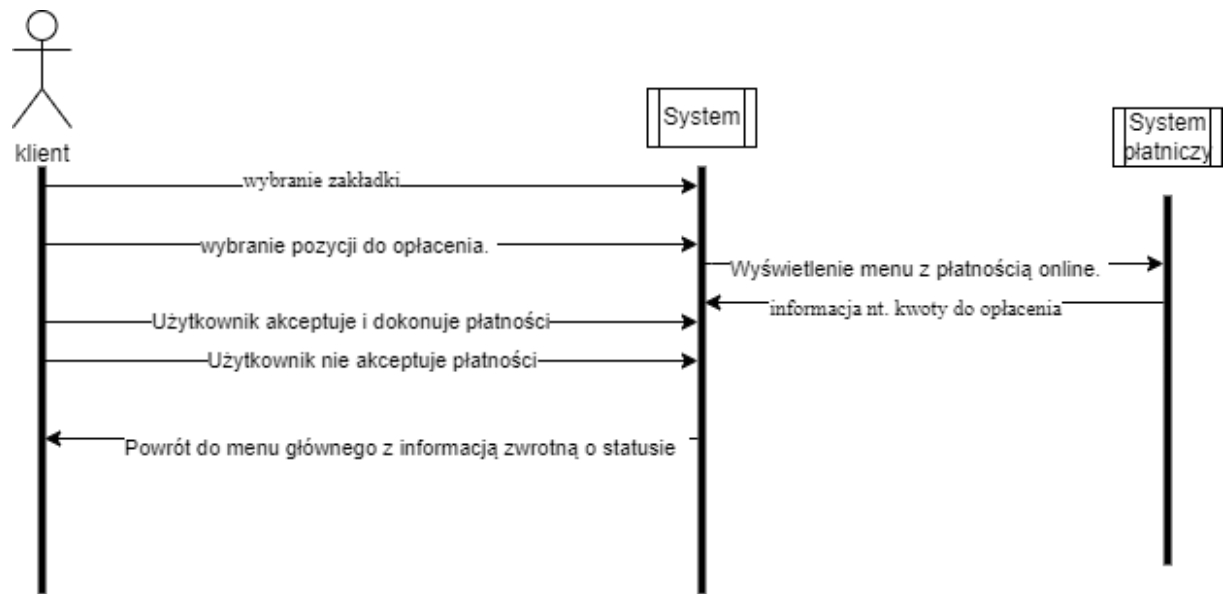 klient
System
System
płatniczy
wybranie zakładki
wybranie pozycji do opłacenia.
Wyświetlenie menu z płatnością online.
informacja nt. kwoty do opłacenia
Użytkownik akceptuje i dokonuje płatności
Użytkownik nie akceptuje płatności
Powrót do menu głównego z informacją zwrotną o statusie